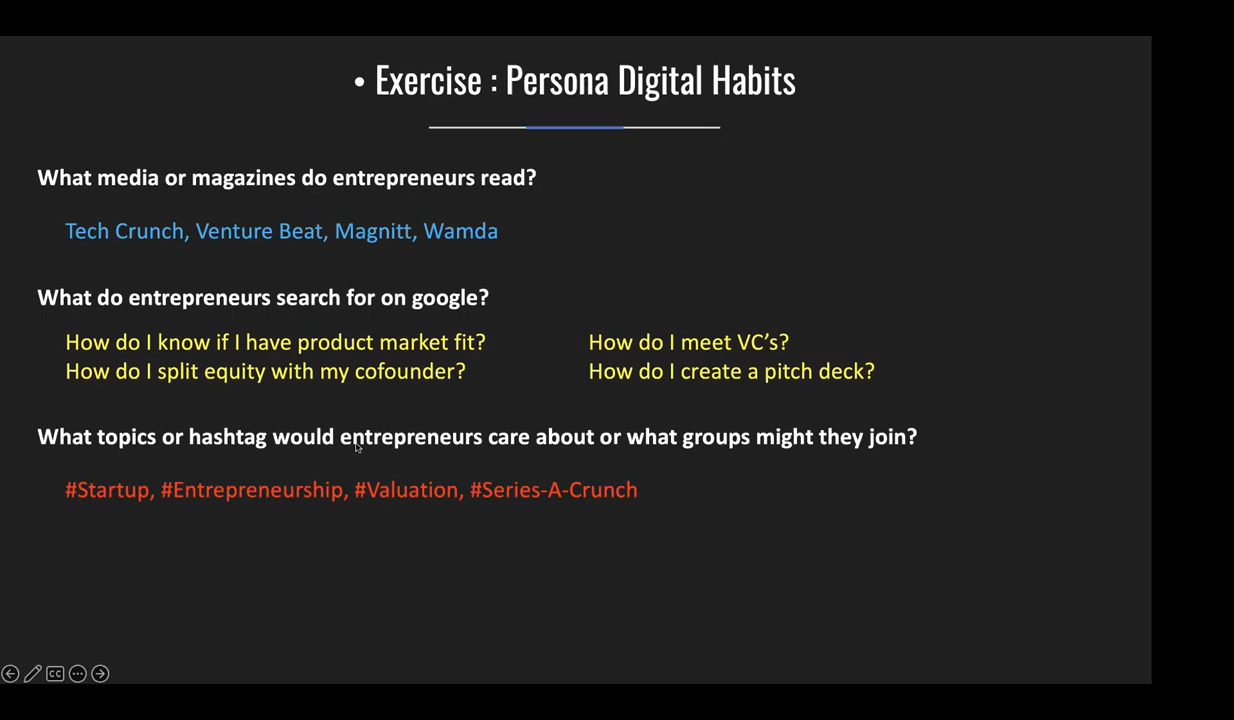 • Exercise : Persona Digital Habits
What media or magazines do entrepreneurs read?
Tech Crunch, Venture Beat, Magnitt, Wamda
What do entrepreneurs search for on google?
How do I know if I have product market fit?
How do I split equity with my cofounder?
How do I meet VC’s?
How do I create a pitch deck?
What topics or hashtag would entrepreneurs care about or what groups might they join?
#Startup, #Entrepreneurship, #Valuation, #Series-A-Crunch
CC